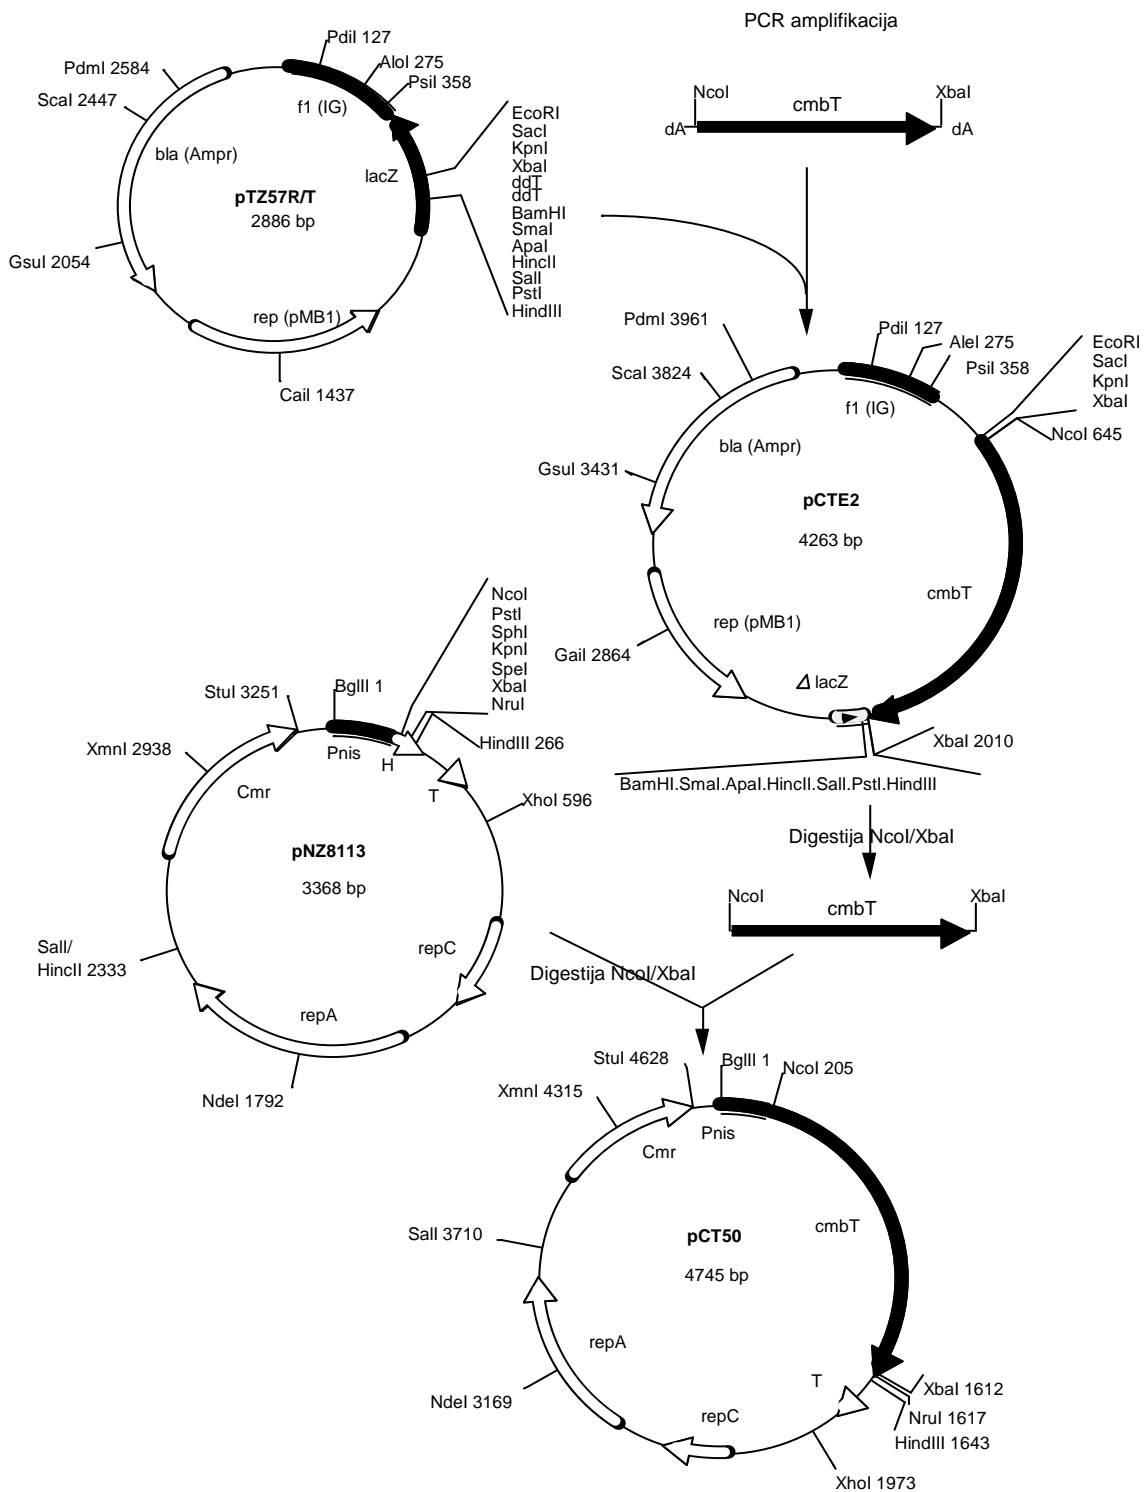 PCR amplifikacija
NcoI
XbaI
cmbT
dA
dA
PdiI 127
AloI 275
PsiI 358
PdmI 2584
ScaI 2447
f1 (IG)
bla (Ampr)
lacZ
pTZ57R/T
2886 bp
GsuI 2054
rep (pMB1)
CaiI 1437
EcoRI
SacI
KpnI
XbaI
ddT
ddT
BamHI
SmaI
ApaI
HincII
SalI
PstI
HindIII
PdmI 3961
ScaI 3824
PdiI 127
AleI 275
PsiI 358
EcoRI
SacI
KpnI
XbaI
NcoI 645
f1 (IG)
bla (Ampr)
GsuI 3431
pCTE2
4263 bp
cmbT
rep (pMB1)
GaiI 2864
Δ lacZ
XbaI 2010
BamHI.SmaI.ApaI.HincII.SalI.PstI.HindIII
Digestija NcoI/XbaI
NcoI
XbaI
cmbT
NcoI
PstI
SphI
KpnI
SpeI
XbaI
NruI
StuI 3251
BglII 1
HindIII 266
XmnI 2938
Pnis
H
T
Cmr
XhoI 596
pNZ8113
3368 bp
SalI/
HincII 2333
repC
repA
NdeI 1792
Digestija NcoI/XbaI
StuI 4628
BglII 1
NcoI 205
XmnI 4315
Pnis
Cmr
SalI 3710
pCT50
4745 bp
cmbT
repA
T
NdeI 3169
repC
XbaI 1612
NruI 1617
HindIII 1643
XhoI 1973